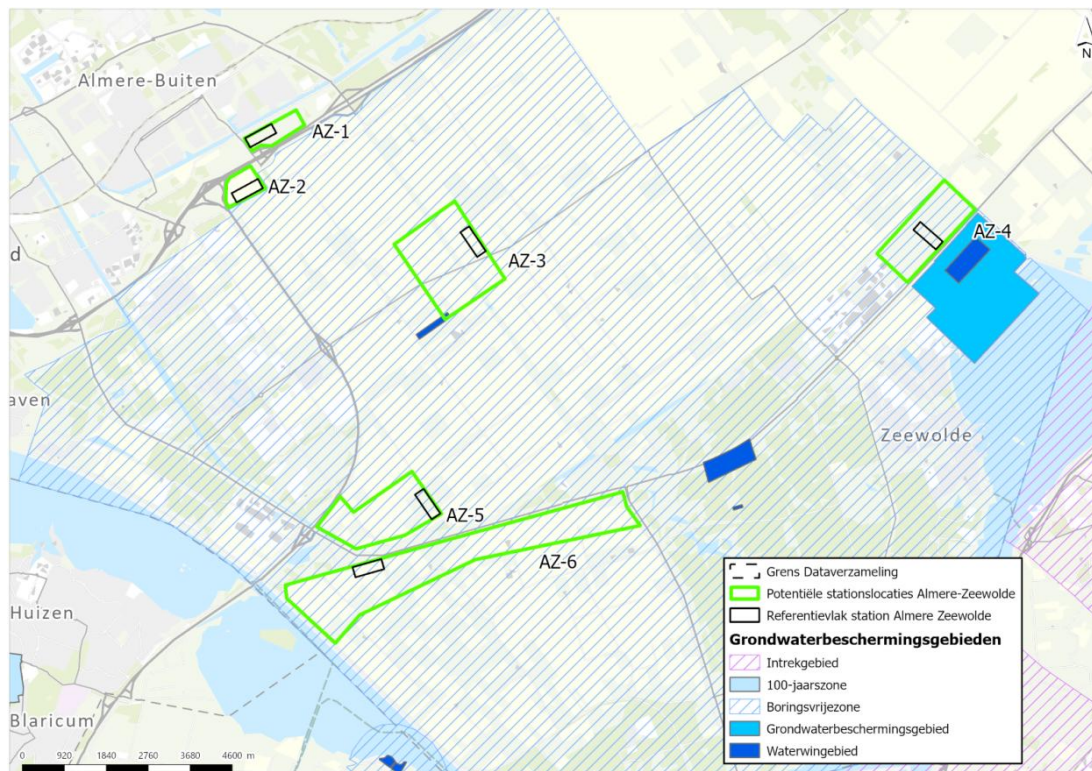 N
Almere-Buiten
AZ-1
AZ-2
AZ-3
AZ-4
d
aven
Zeewolde
AZ-5
AZ-6
Huizen
Blaricum
Grens Dataverzameling
Potentiële stationslocaties Almere-Zeewolde
Referentievlak station Almere Zeewolde
Grondwaterbeschermingsgebieden
Intrekgebied
100-jaarszone
Boringsvrijezone
Grondwaterbeschermingsgebied
Waterwingebied
0 920 1840 2760 3680 4600 m